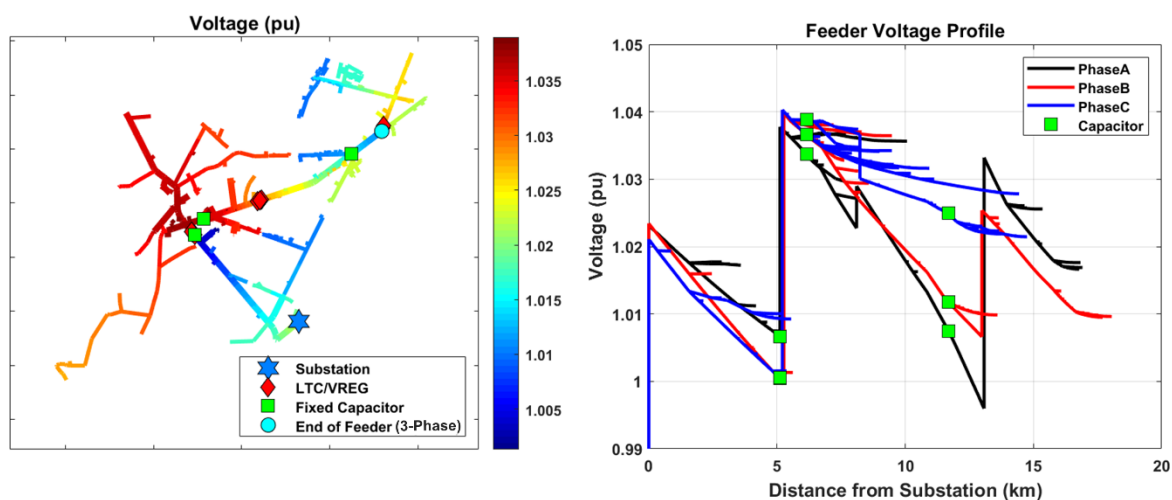 Voltage (pu)
1.035
1.03
1.025
1.02
1.015
1.01
1.005
Substation
LTC/VREG
Fixed Capacitor
End of Feeder (3-Phase)
Feeder Voltage Profile
1.05
1.04
1.03
1.02
1.01
1
0.99
Voltage (pu)
PhaseA
PhaseB
PhaseC
Capacitor
0 5 10 15 20
Distance from Substation (km)